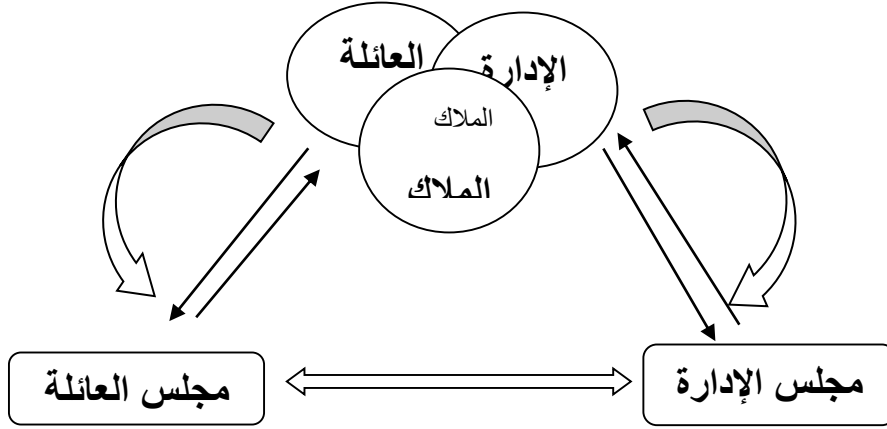 الإدارة
العائلة
الملاك
الملاك
مجلس الإدارة
مجلس العائلة